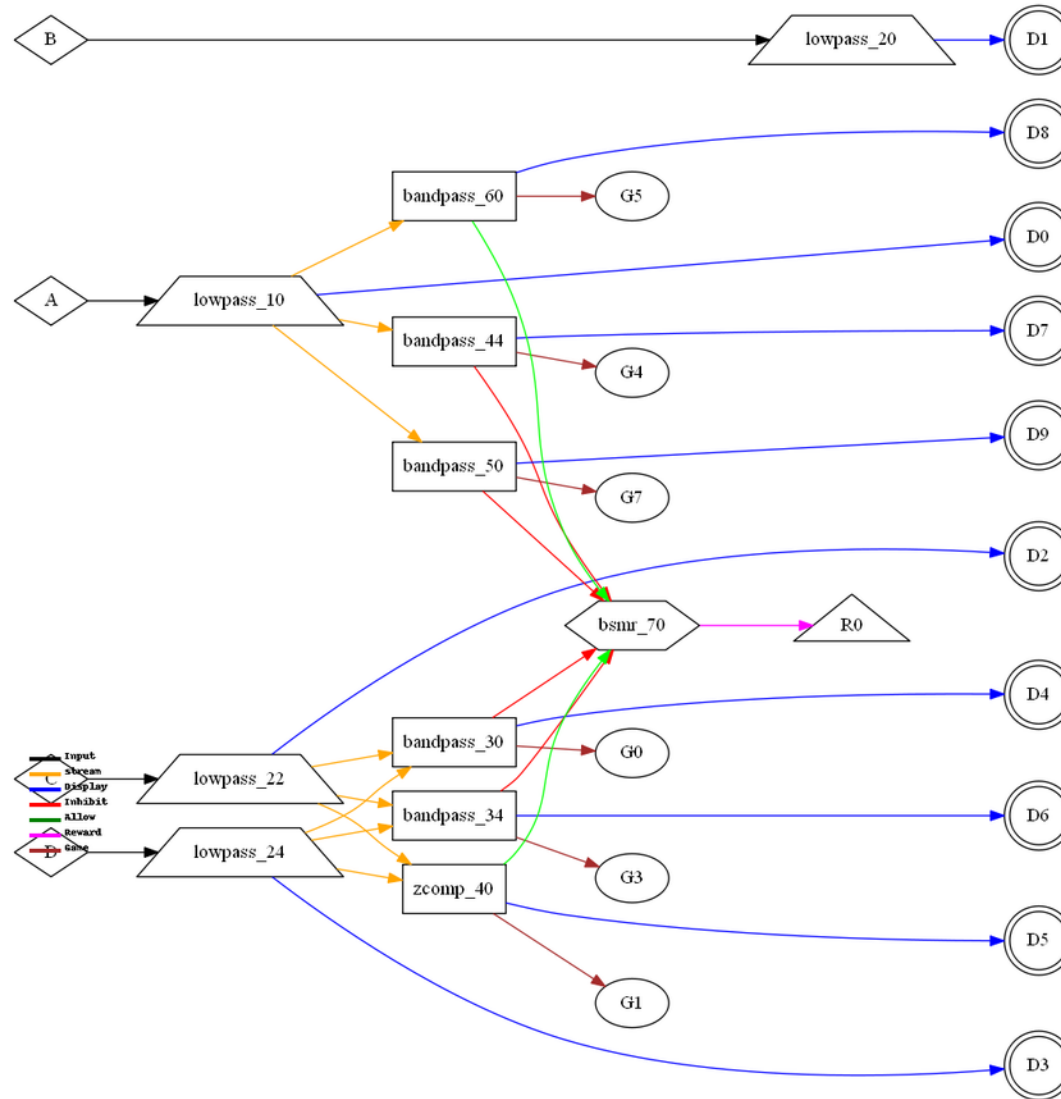 B
lowpass_20
D1
D8
bandpass_60
G5
D0
A
lowpass_10
bandpass_44
D7
G4
bandpass_50
D9
G7
D2
bsmr_70
R0
bandpass_30
D4
G0
C
lowpass_22
Input
stream
Display
Inhibit
Allow
Reward
Game
bandpass_34
D6
D
lowpass_24
G3
zcomp_40
D5
G1
D3